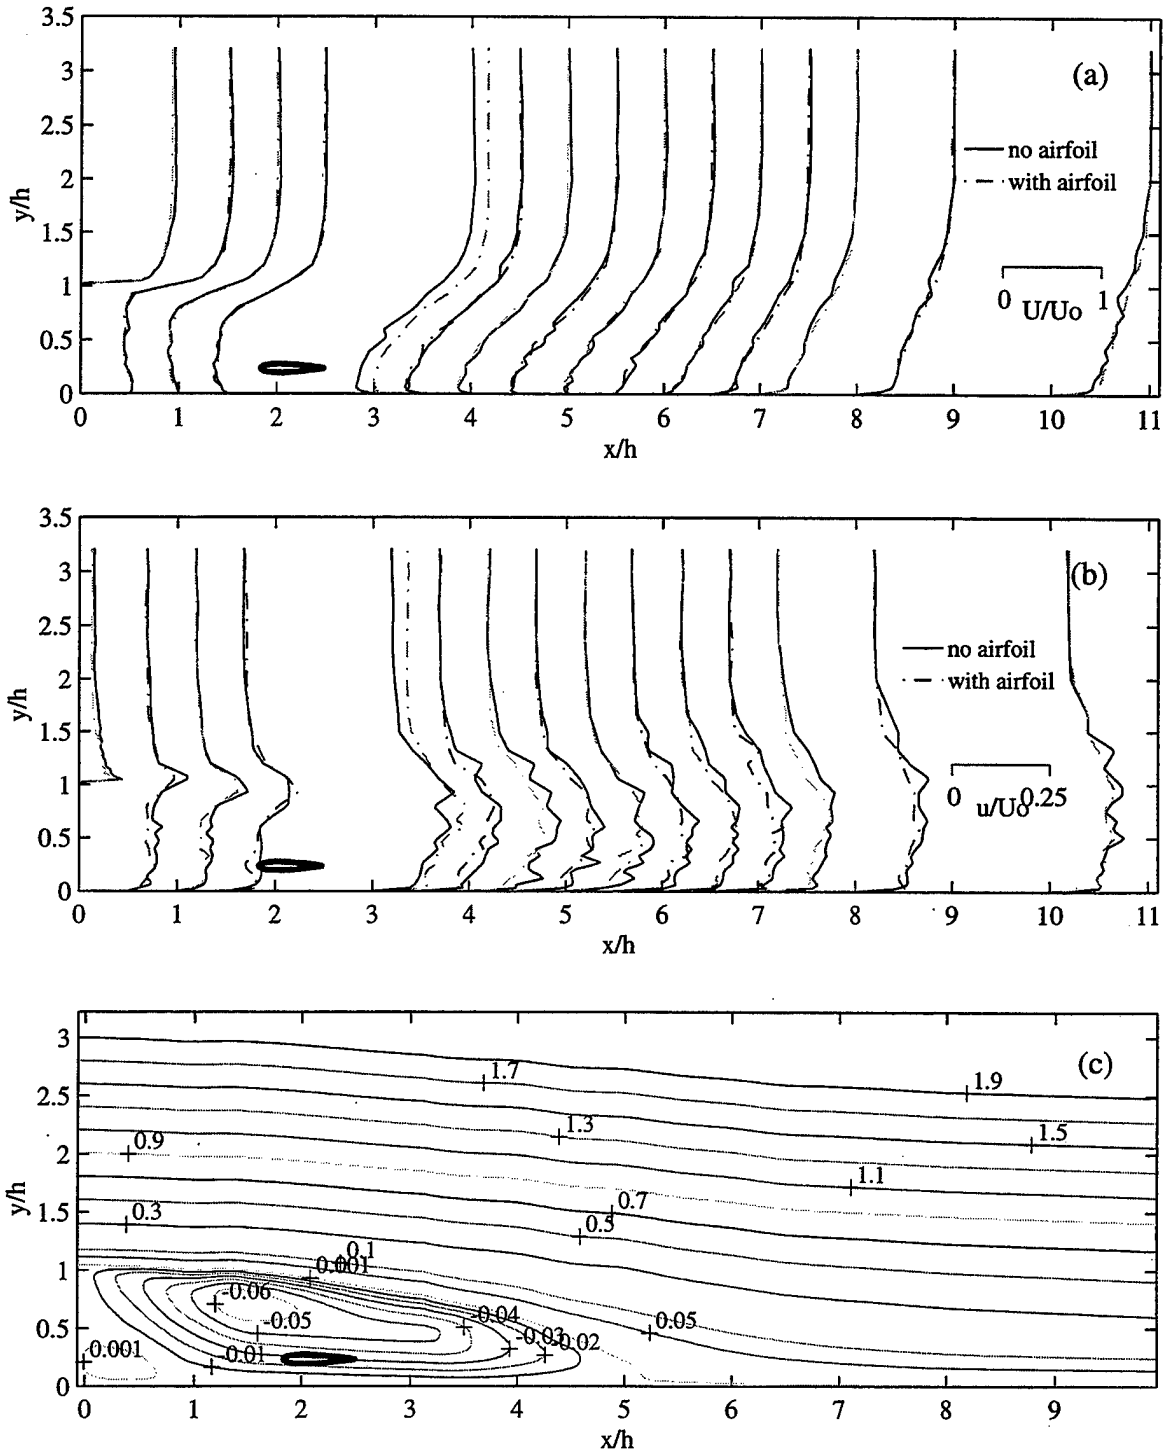 3.5
(a)
3
2.5
no airfoil
2
with airfoil
y/h
1.5
1
0 U/Uo 1
0.5
0
0 1 2 3 4 5 6 7 8 9 10 11
x/h
3.5
(b)
3
2.5
no airfoil
2
with airfoil
y/h
1.5
1
0 u/Uo 0.25
0.5
0
0 1 2 3 4 5 6 7 8 9 10 11
x/h
3
(c)
1.7
1.9
2.5
1.3
1.5
0.9
2
1.1
y/h
0.7
1.5
0.3
0.5
0.1
0.001
1
-0.06
-0.04
0.05
-0.05
0.5
-0.03
-0.02
0.001
-0.01
0
0 1 2 3 4 5 6 7 8 9
x/h